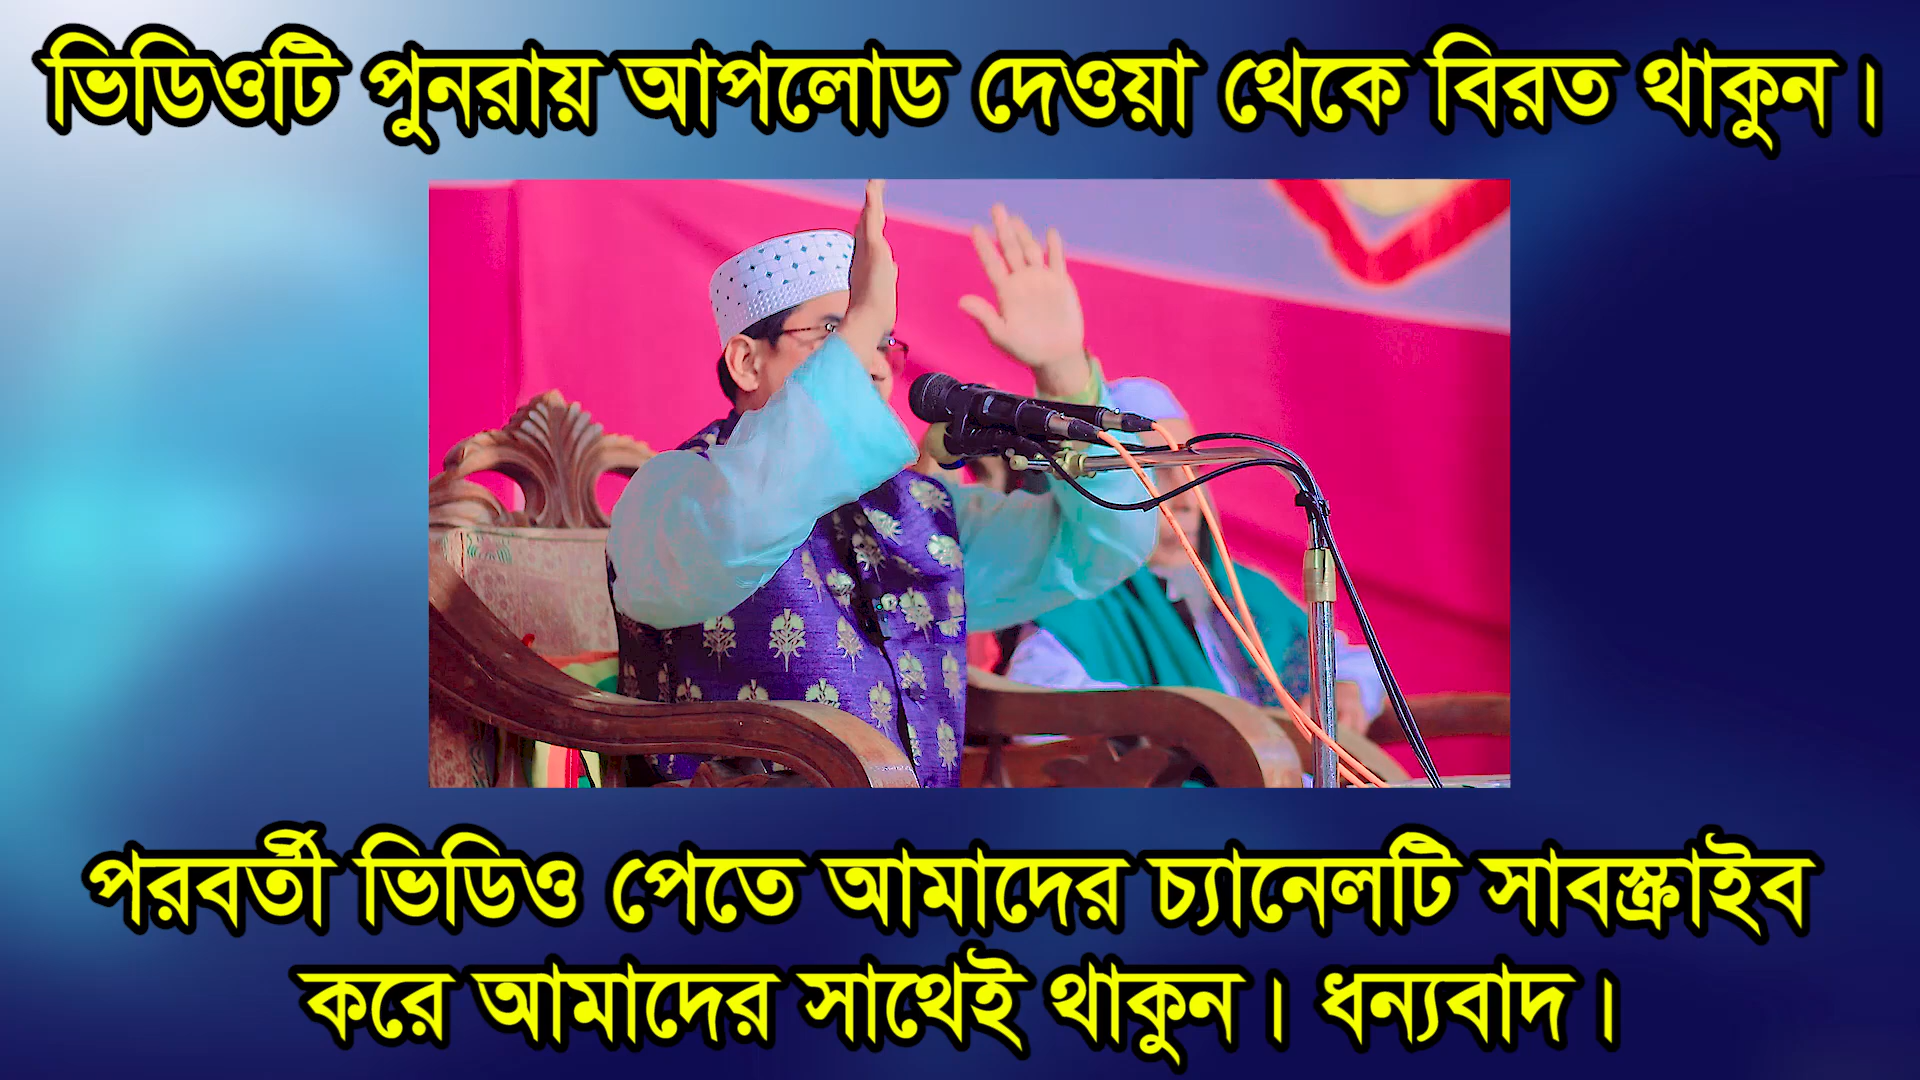 ভিডিওটি পুনরায় আপলোড দেওয়া থেকে বিরত থাকুন।
পরবর্তী ভিডিও পেতে আমাদের চ্যানেলটি সাবস্ক্রাইব
করে আমাদের সাথেই থাকুন। ধন্যবাদ।